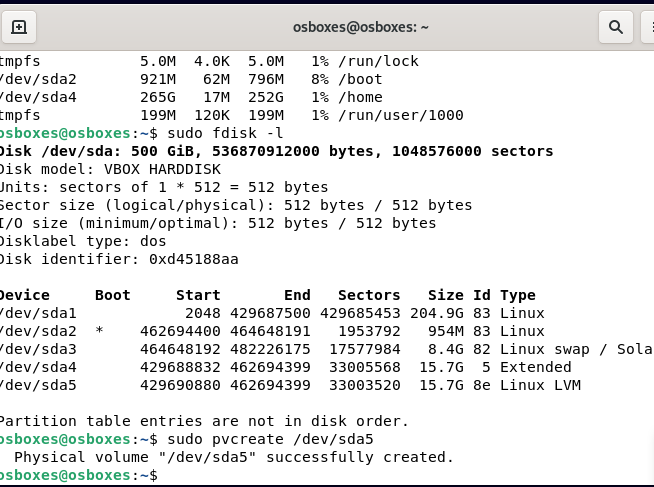 osboxes@osboxes: ~
tmpfs 5.0M 4.0K 5.0M 1% /run/lock
/dev/sda2 921M 62M 796M 8% /boot
/dev/sda4 265G 17M 252G 1% /home
tmpfs 199M 120K 199M 1% /run/user/1000
osboxes@osboxes:~$ sudo fdisk -l
Disk /dev/sda: 500 GiB, 536870912000 bytes, 1048576000 sectors
Disk model: VBOX HARDDISK
Units: sectors of 1 * 512 = 512 bytes
Sector size (logical/physical): 512 bytes / 512 bytes
I/O size (minimum/optimal): 512 bytes / 512 bytes
Disklabel type: dos
Disk identifier: 0xd45188aa
Device Boot Start End Sectors Size Id Type
/dev/sda1 2048 429687500 429685453 204.9G 83 Linux
/dev/sda2 * 462694400 464648191 1953792 954M 83 Linux
/dev/sda3 464648192 482226175 17577984 8.4G 82 Linux swap / Sola
/dev/sda4 429688832 462694399 33005568 15.7G 5 Extended
/dev/sda5 429690880 462694399 33003520 15.7G 8e Linux LVM
Partition table entries are not in disk order.
osboxes@osboxes:~$ sudo pvcreate /dev/sda5
Physical volume "/dev/sda5" successfully created.
osboxes@osboxes:~$